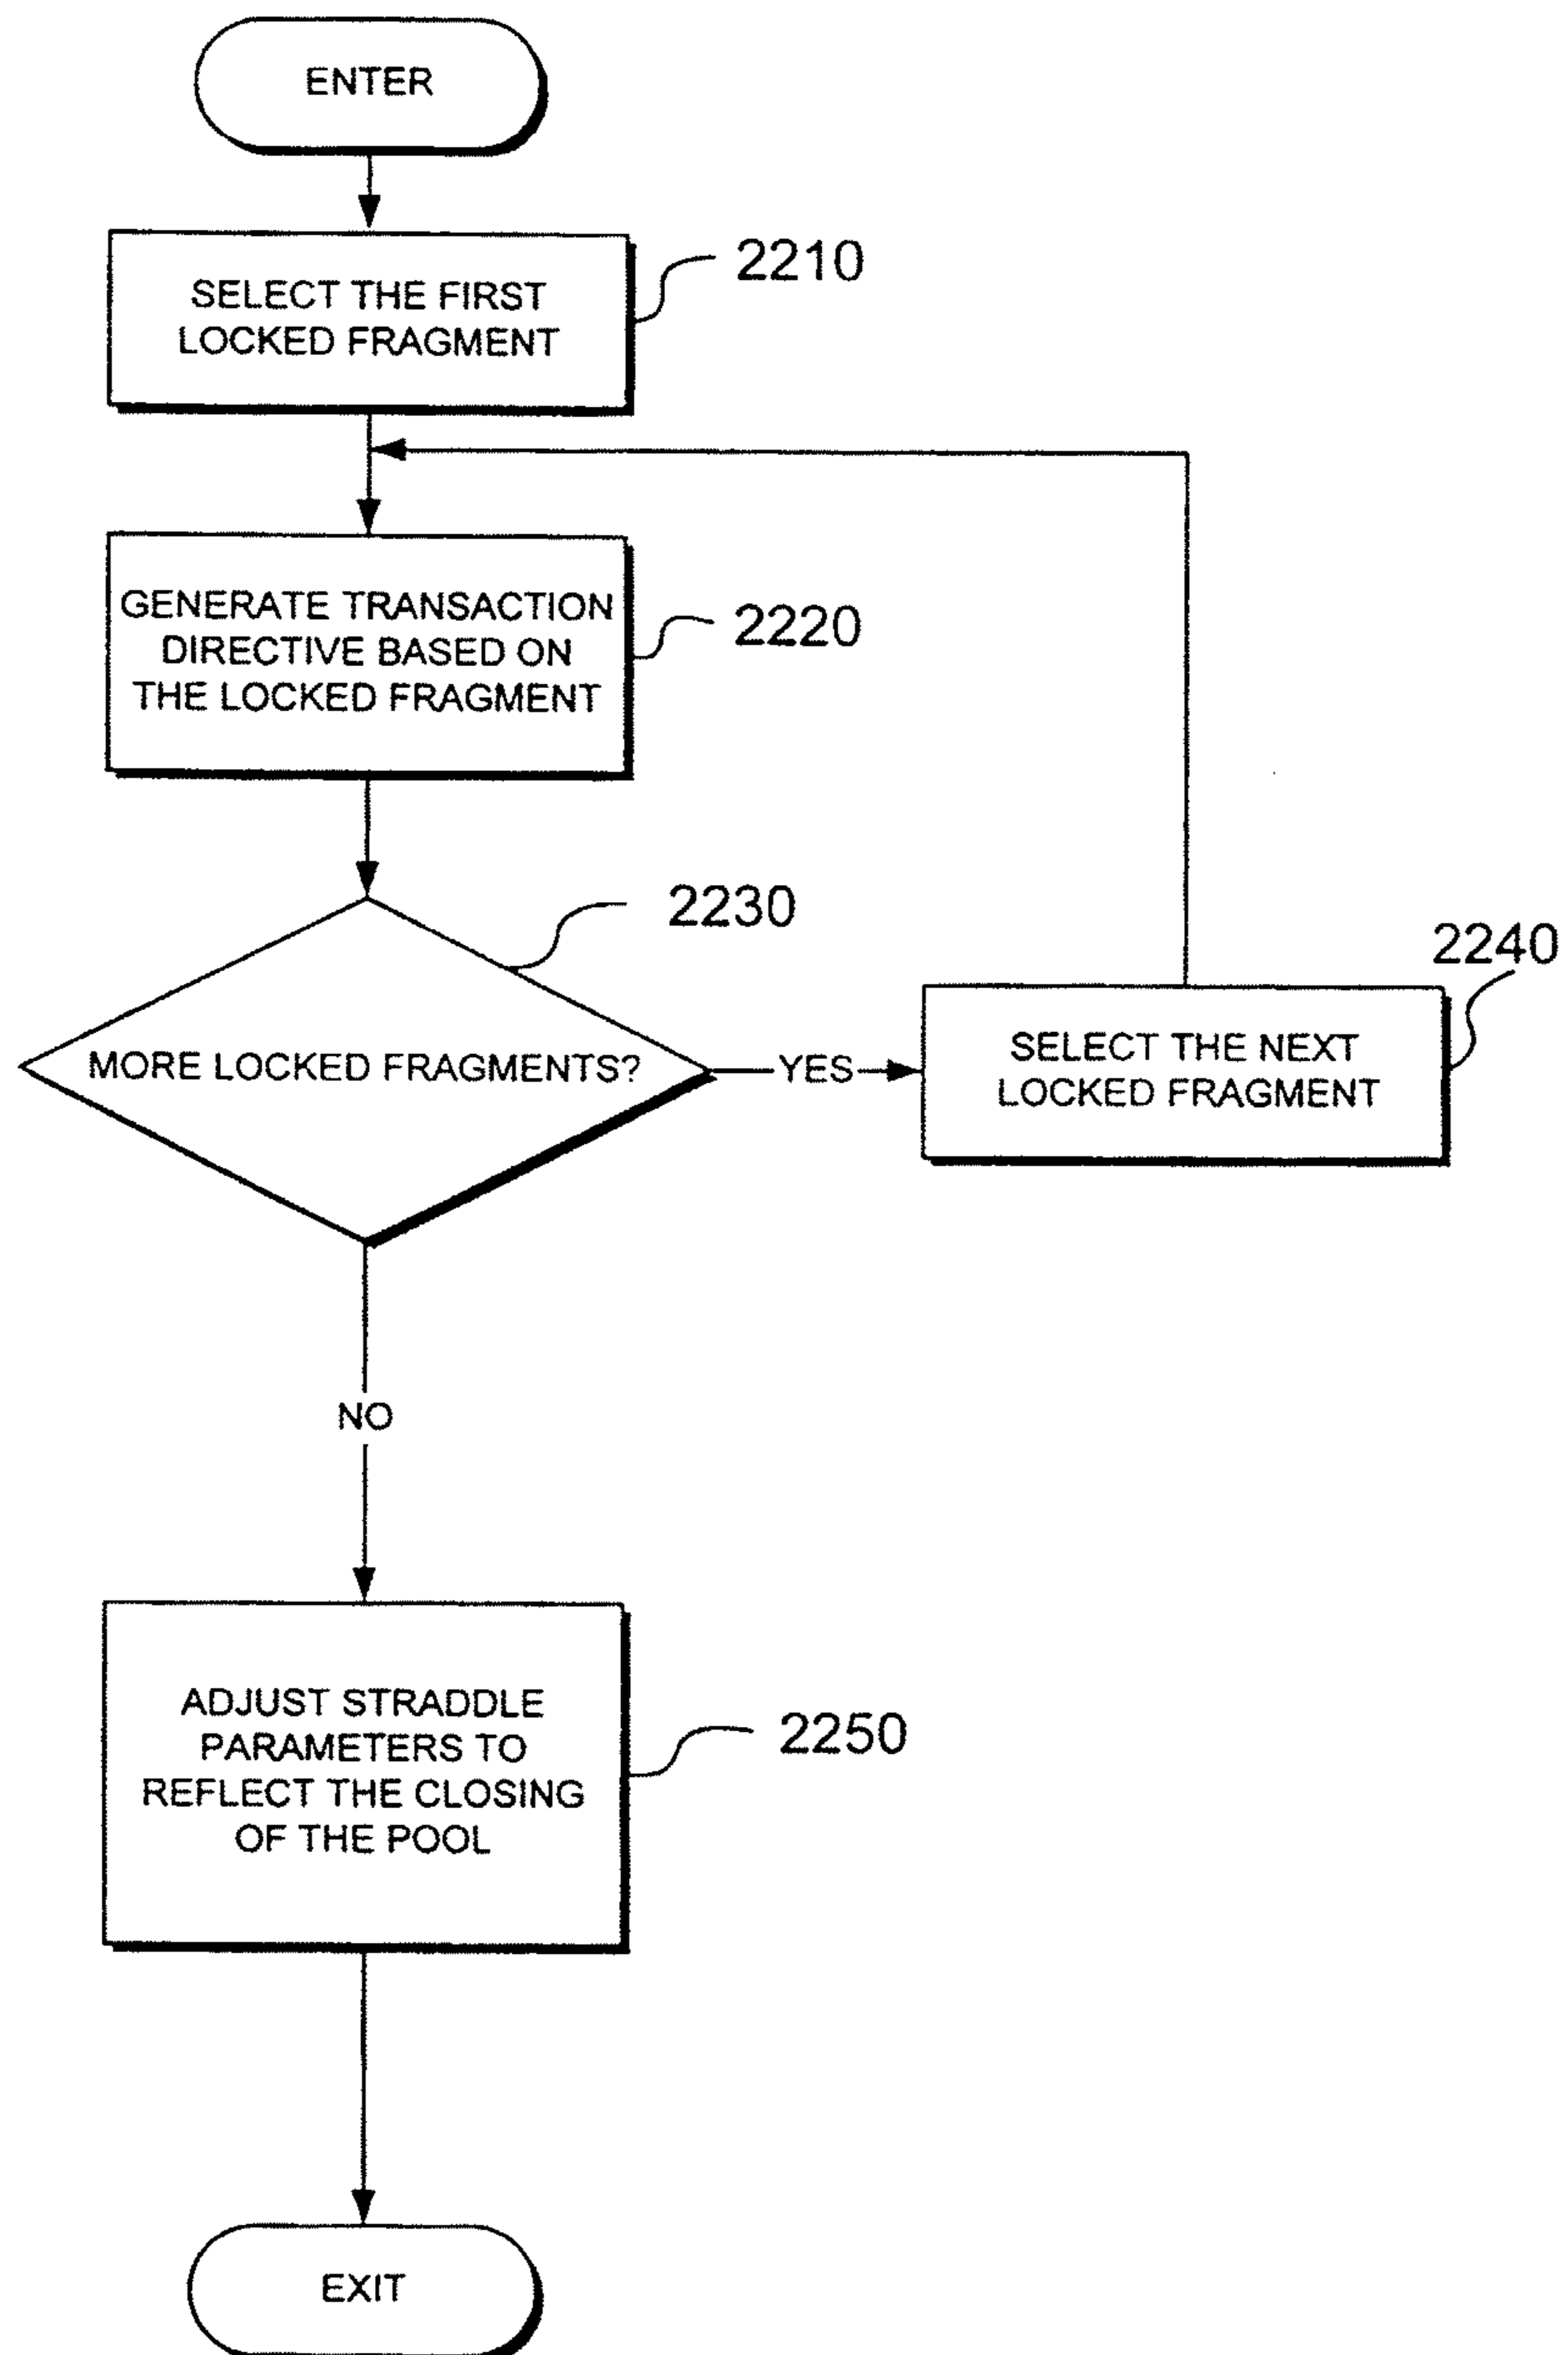 ENTER
SELECT THE FIRST
LOCKED FRAGMENT
2210
GENERATE TRANSACTION
DIRECTIVE BASED ON
THE LOCKED FRAGMENT
2220
MORE LOCKED FRAGMENTS?
2230
YES
SELECT THE NEXT
LOCKED FRAGMENT
2240
NO
ADJUST STRADDLE
PARAMETERS TO
REFLECT THE CLOSING
OF THE POOL
2250
EXIT